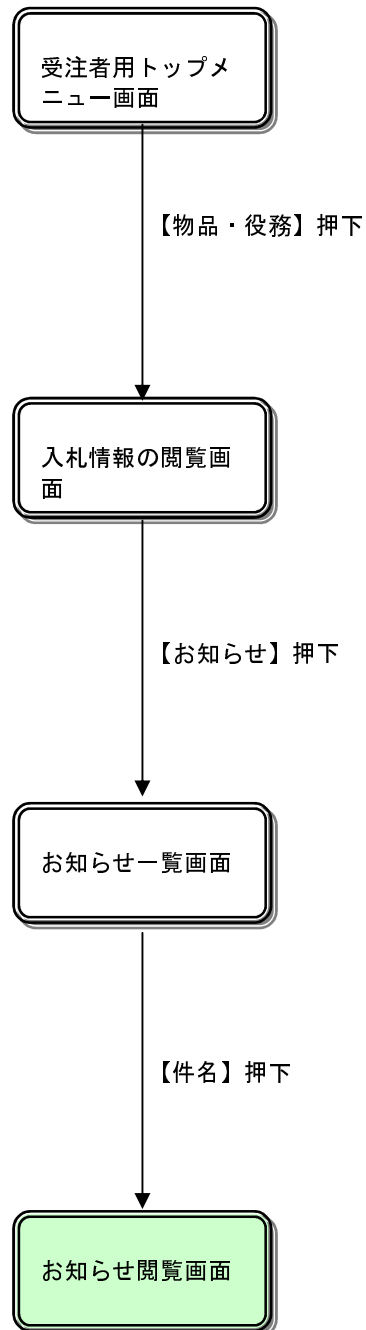 受注者用トップメ
ニュー画面
【物品・役務】押下
入札情報の閲覧画
面
【お知らせ】押下
お知らせ一覧画面
【件名】押下
お知らせ閲覧画面